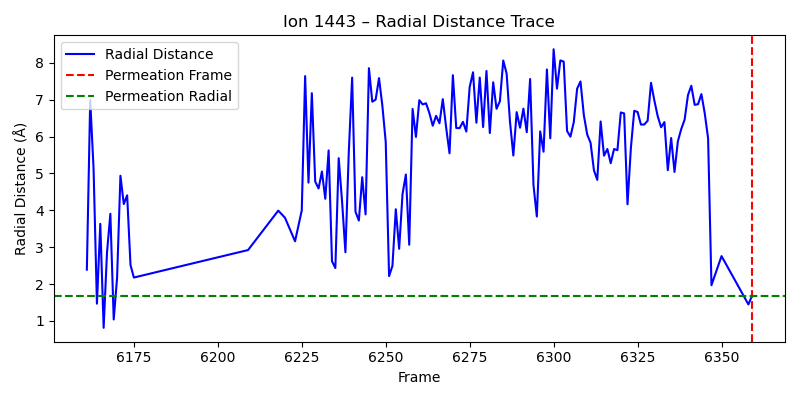 Ion 1443 – Radial Distance Trace
Radial Distance
Permeation Frame
Permeation Radial
Radial Distance (Å)
8
7
6
5
4
3
2
1
6175
6200
6225
6250
6275
6300
6325
6350
Frame